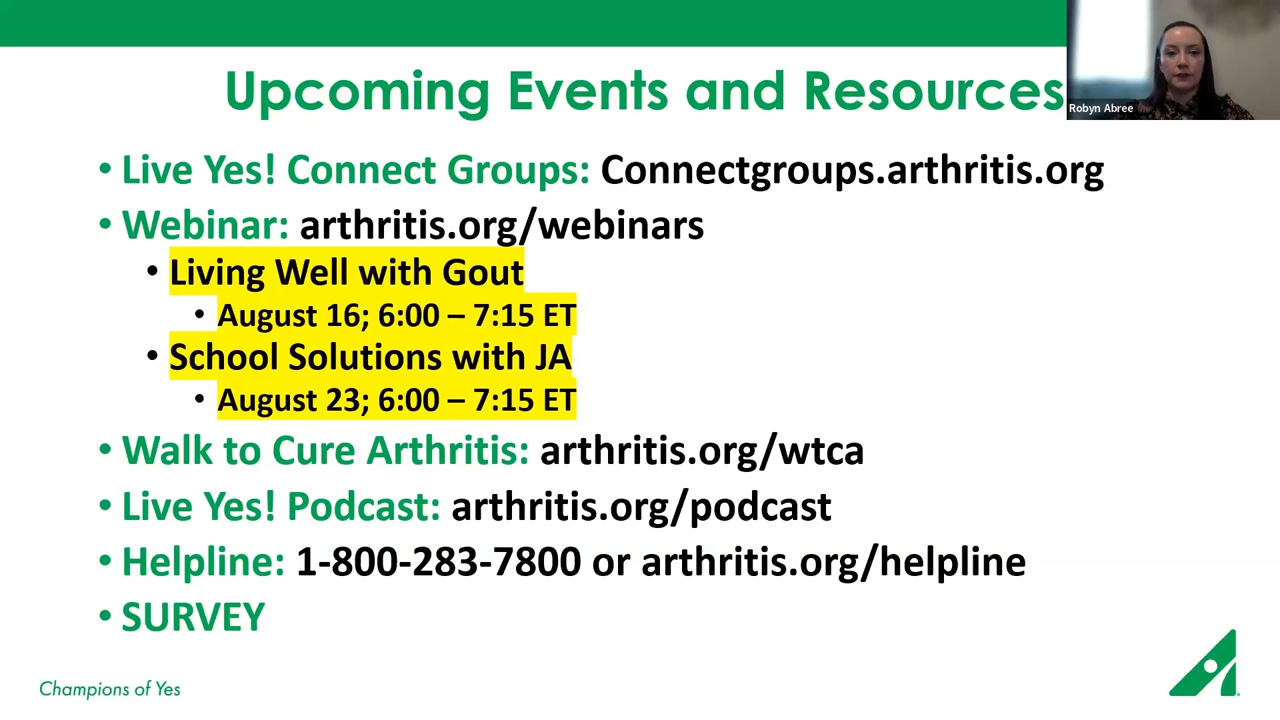 Upcoming Events and Resources
Robyn Abree
• Live Yes! Connect Groups: Connectgroups.arthritis.org
• Webinar: arthritis.org/webinars
• Living Well with Gout
• August 16; 6:00 – 7:15 ET
• School Solutions with JA
• August 23; 6:00 – 7:15 ET
• Walk to Cure Arthritis: arthritis.org/wtca
• Live Yes! Podcast: arthritis.org/podcast
• Helpline: 1-800-283-7800 or arthritis.org/helpline
• SURVEY
Champions of Yes